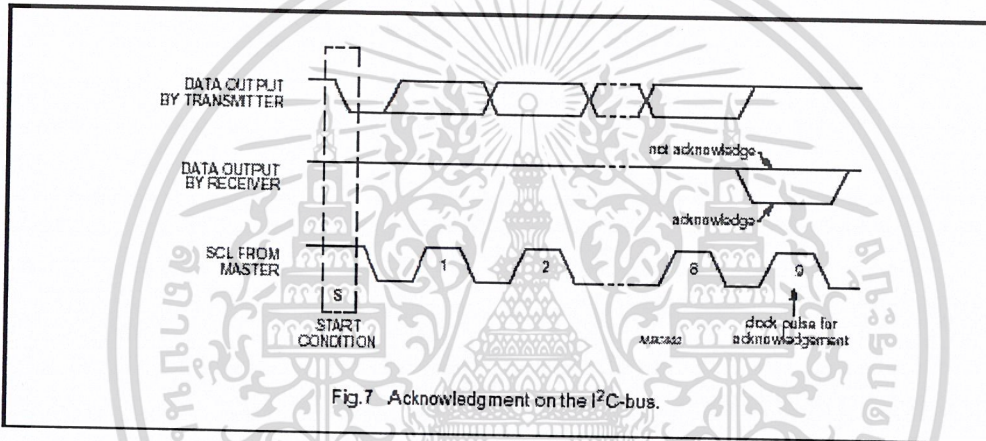 DATA OUTPUT
BY TRANSMITTER
not acknowledge
DATA OUTPUT
BY RECEIVER
acknowledge
SCL FROM
MASTER
1
2
8
9
S
START
CONDITION
clock pulse for
acknowledgement
Fig.7 Acknowledgment on the I²C-bus.